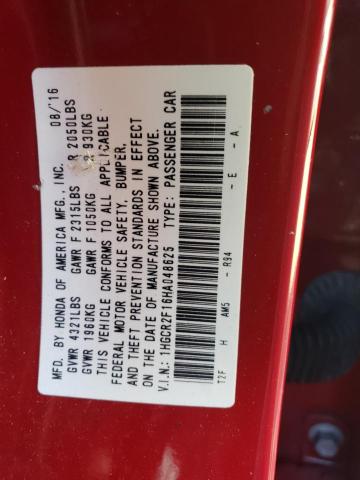 MFD. BY HONDA OF AMERICA MFG., INC. 08/'16
GVWR 4321LBS GAWR F 2315LBS R 2050LBS
GVWR 1960KG GAWR F 1050KG R 930KG
THIS VEHICLE CONFORMS TO ALL APPLICABLE
FEDERAL MOTOR VEHICLE SAFETY, BUMPER,
AND THEFT PREVENTION STANDARDS IN EFFECT
ON THE DATE OF MANUFACTURE SHOWN ABOVE.
V.I.N.: 1HGCR2F16HA048625 TYPE: PASSENGER CAR
H AM5 - R94 - E - A
T2F